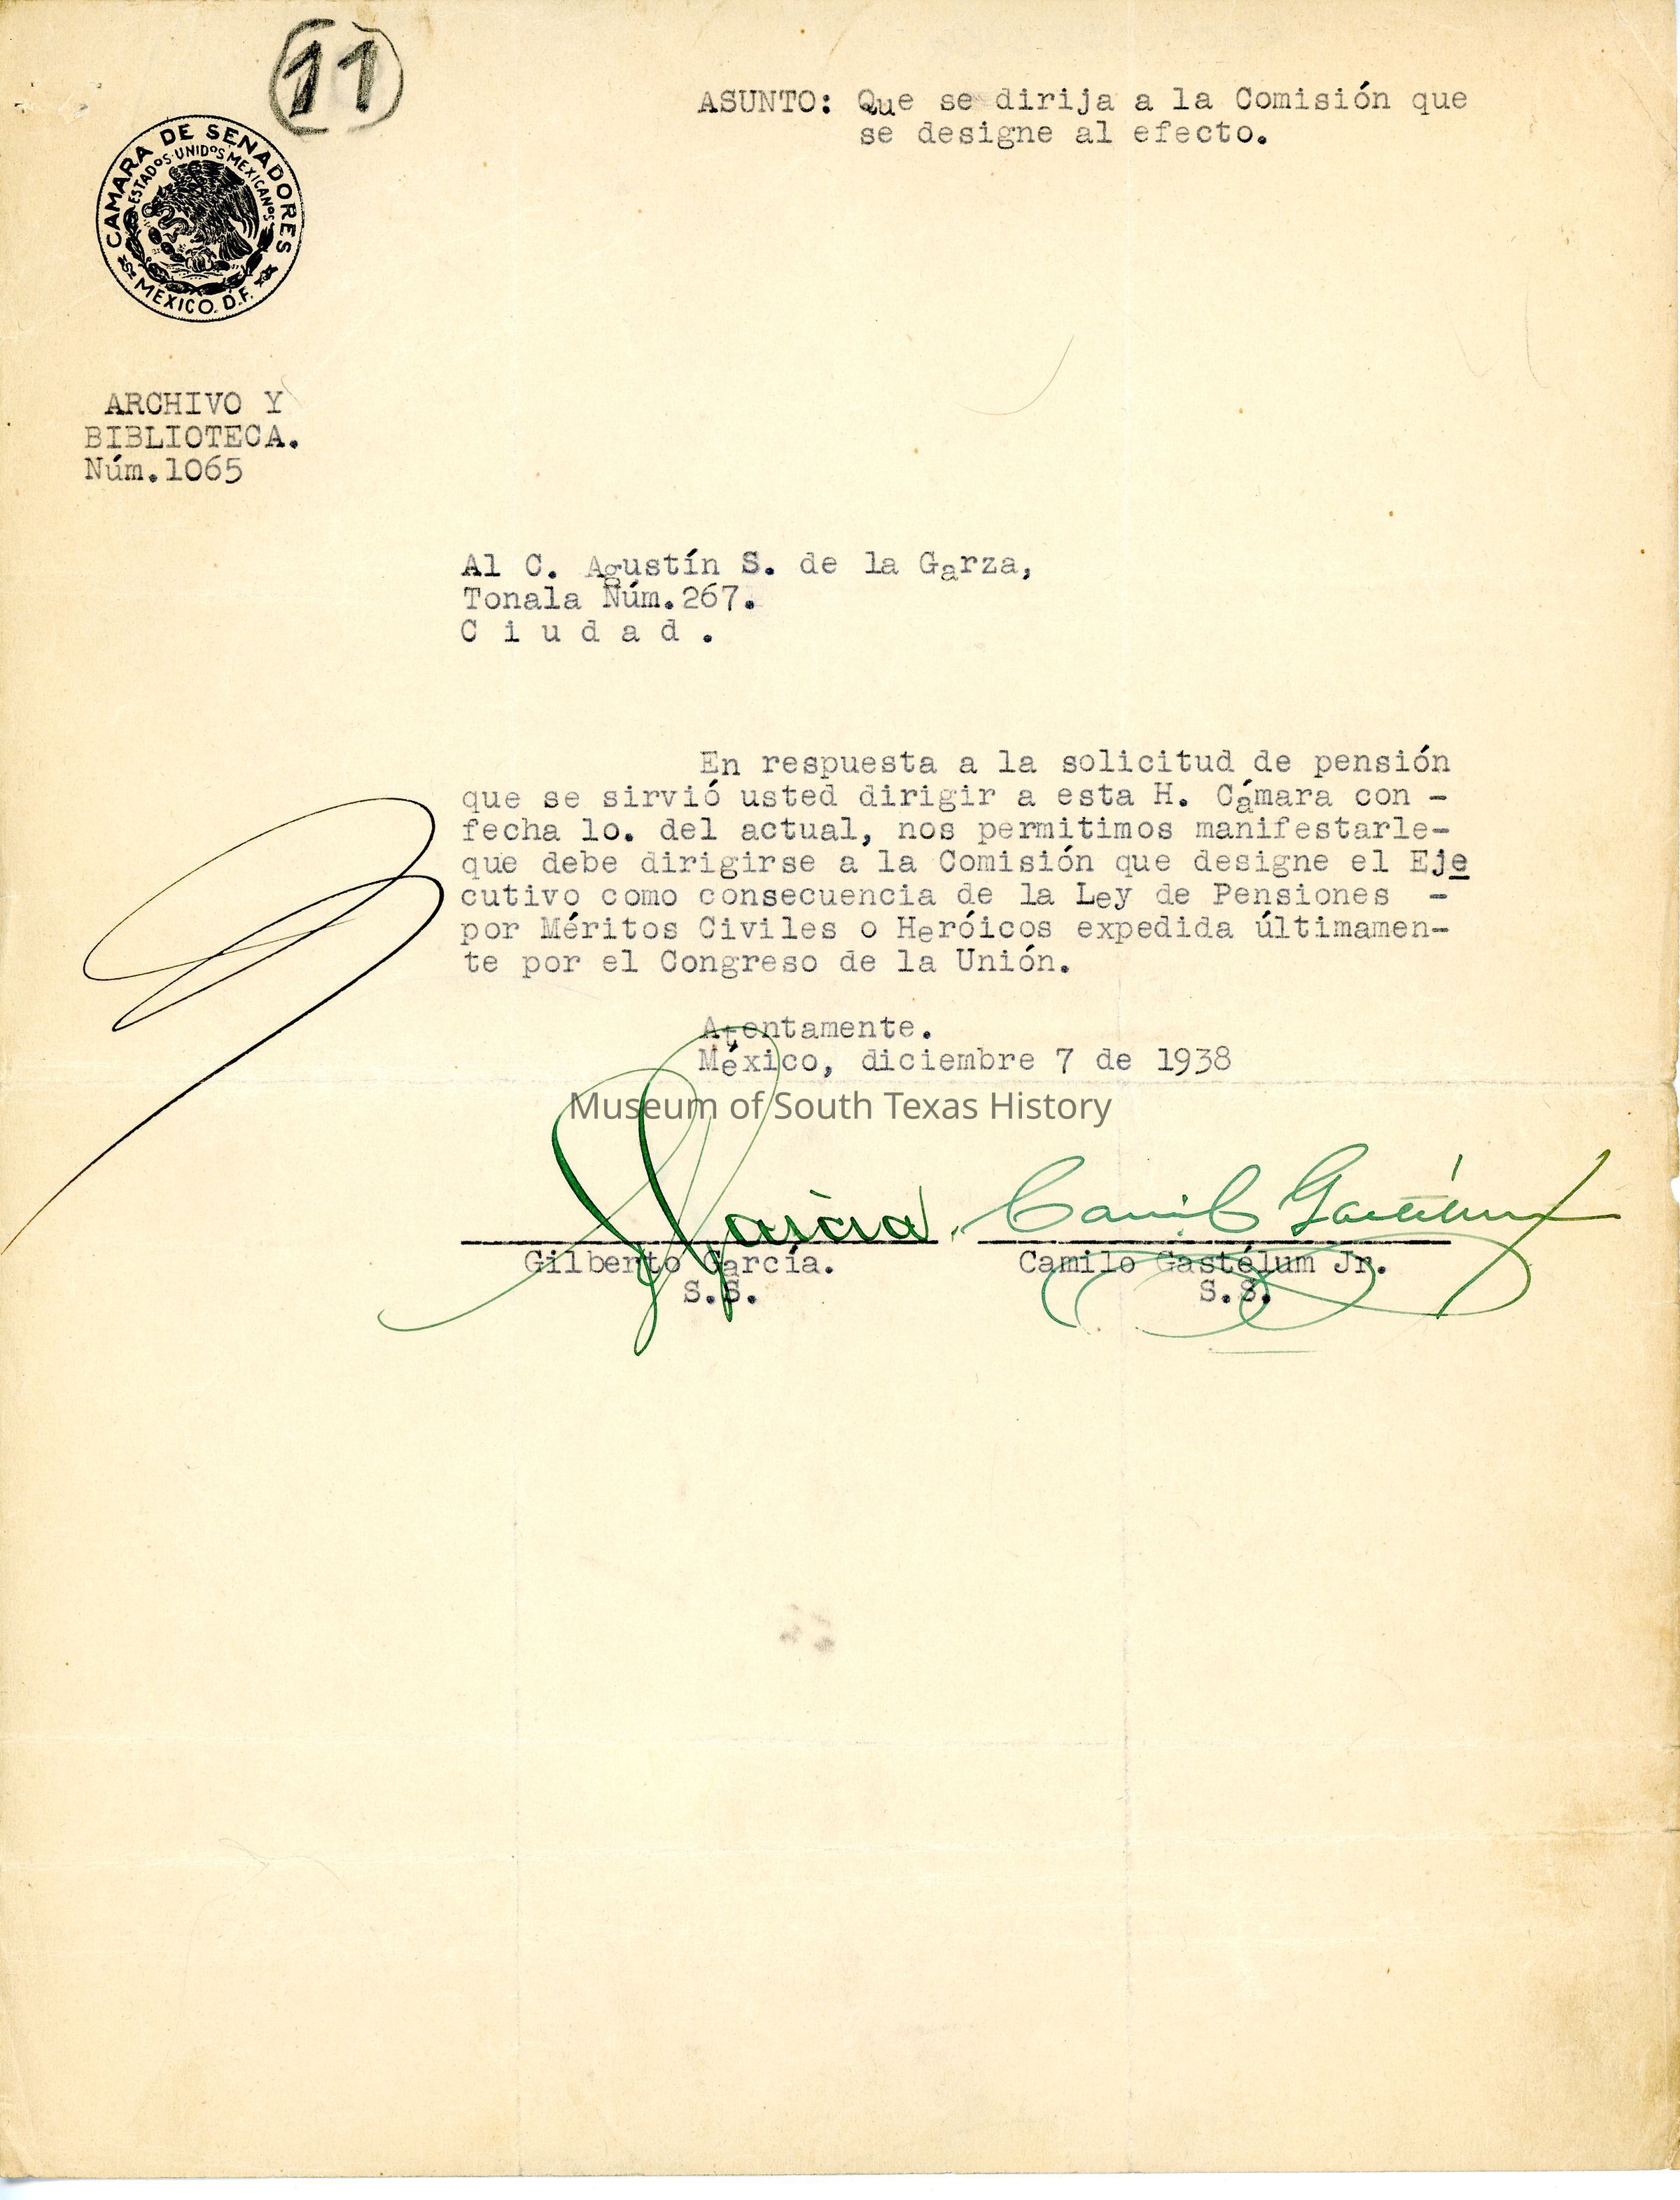 11
ASUNTO: Que se dirija a la Comisión que
se designe al efecto.
CAMARA DE SENADORES
ESTADOS UNIDOS MEXICANOS
MEXICO. D.F.
ARCHIVO Y
BIBLIOTECA.
Núm.1065
Al C. Agustín S. de la Garza,
Tonala Núm.267.
C i u d a d .
En respuesta a la solicitud de pensión
que se sirvió usted dirigir a esta H. Cámara con -
fecha lo. del actual, nos permitimos manifestarle-
que debe dirigirse a la Comisión que designe el Eje
cutivo como consecuencia de la Ley de Pensiones -
por Méritos Civiles o Heróicos expedida últimamen-
te por el Congreso de la Unión.
Atentamente.
México, diciembre 7 de 1938
Museum of South Texas History
García Camilo Gastélum
Gilberto García. Camilo Gastélum Jr.
S.S. S.S.